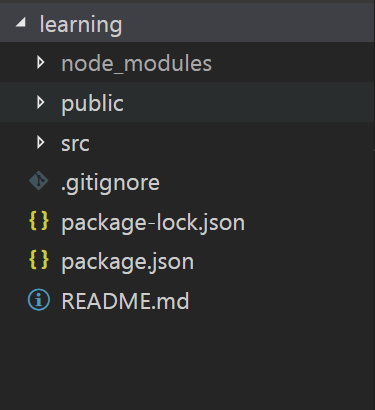 learning
node_modules
public
src
.gitignore
package-lock.json
package.json
README.md